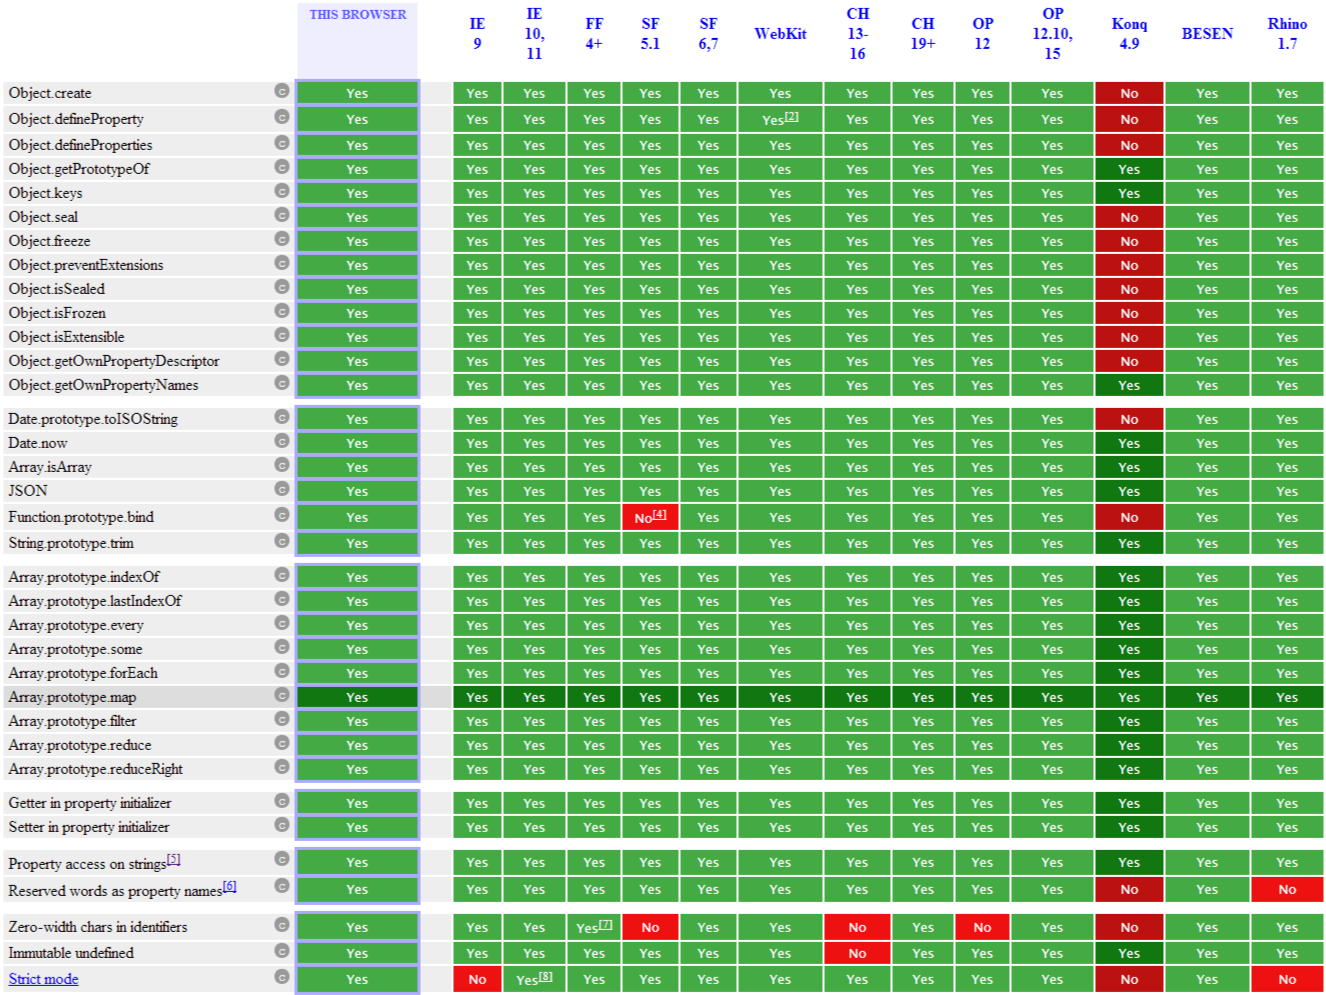 THIS BROWSER IE 9 IE 10, 11 FF 4+ SF 5.1 SF 6,7 WebKit CH 13-16 CH 19+ OP 12 OP 12.10, 15 Konq 4.9 BESEN Rhino 1.7
Object.create C Yes Yes Yes Yes Yes Yes Yes Yes Yes Yes Yes No Yes Yes
Object.defineProperty C Yes Yes Yes Yes Yes Yes Yes[2] Yes Yes Yes Yes No Yes Yes
Object.defineProperties C Yes Yes Yes Yes Yes Yes Yes Yes Yes Yes Yes No Yes Yes
Object.getPrototypeOf C Yes Yes Yes Yes Yes Yes Yes Yes Yes Yes Yes Yes Yes Yes
Object.keys C Yes Yes Yes Yes Yes Yes Yes Yes Yes Yes Yes Yes Yes Yes
Object.seal C Yes Yes Yes Yes Yes Yes Yes Yes Yes Yes Yes No Yes Yes
Object.freeze C Yes Yes Yes Yes Yes Yes Yes Yes Yes Yes Yes No Yes Yes
Object.preventExtensions C Yes Yes Yes Yes Yes Yes Yes Yes Yes Yes Yes No Yes Yes
Object.isSealed C Yes Yes Yes Yes Yes Yes Yes Yes Yes Yes Yes No Yes Yes
Object.isFrozen C Yes Yes Yes Yes Yes Yes Yes Yes Yes Yes Yes No Yes Yes
Object.isExtensible C Yes Yes Yes Yes Yes Yes Yes Yes Yes Yes Yes No Yes Yes
Object.getOwnPropertyDescriptor C Yes Yes Yes Yes Yes Yes Yes Yes Yes Yes Yes No Yes Yes
Object.getOwnPropertyNames C Yes Yes Yes Yes Yes Yes Yes Yes Yes Yes Yes Yes Yes Yes
Date.prototype.toISOString C Yes Yes Yes Yes Yes Yes Yes Yes Yes Yes Yes No Yes Yes
Date.now C Yes Yes Yes Yes Yes Yes Yes Yes Yes Yes Yes Yes Yes Yes
Array.isArray C Yes Yes Yes Yes Yes Yes Yes Yes Yes Yes Yes Yes Yes Yes
JSON C Yes Yes Yes Yes Yes Yes Yes Yes Yes Yes Yes Yes Yes Yes
Function.prototype.bind C Yes Yes Yes Yes No[4] Yes Yes Yes Yes Yes Yes No Yes Yes
String.prototype.trim C Yes Yes Yes Yes Yes Yes Yes Yes Yes Yes Yes Yes Yes Yes
Array.prototype.indexOf C Yes Yes Yes Yes Yes Yes Yes Yes Yes Yes Yes Yes Yes Yes
Array.prototype.lastIndexOf C Yes Yes Yes Yes Yes Yes Yes Yes Yes Yes Yes Yes Yes Yes
Array.prototype.every C Yes Yes Yes Yes Yes Yes Yes Yes Yes Yes Yes Yes Yes Yes
Array.prototype.some C Yes Yes Yes Yes Yes Yes Yes Yes Yes Yes Yes Yes Yes Yes
Array.prototype.forEach C Yes Yes Yes Yes Yes Yes Yes Yes Yes Yes Yes Yes Yes Yes
Array.prototype.map C Yes Yes Yes Yes Yes Yes Yes Yes Yes Yes Yes Yes Yes Yes
Array.prototype.filter C Yes Yes Yes Yes Yes Yes Yes Yes Yes Yes Yes Yes Yes Yes
Array.prototype.reduce C Yes Yes Yes Yes Yes Yes Yes Yes Yes Yes Yes Yes Yes Yes
Array.prototype.reduceRight C Yes Yes Yes Yes Yes Yes Yes Yes Yes Yes Yes Yes Yes Yes
Getter in property initializer C Yes Yes Yes Yes Yes Yes Yes Yes Yes Yes Yes Yes Yes Yes
Setter in property initializer C Yes Yes Yes Yes Yes Yes Yes Yes Yes Yes Yes Yes Yes Yes
Property access on strings[5] C Yes Yes Yes Yes Yes Yes Yes Yes Yes Yes Yes Yes Yes Yes
Reserved words as property names[6] C Yes Yes Yes Yes Yes Yes Yes Yes Yes Yes Yes No Yes No
Zero-width chars in identifiers C Yes Yes Yes Yes[7] No Yes Yes No Yes No Yes No Yes Yes
Immutable undefined C Yes Yes Yes Yes Yes Yes Yes No Yes Yes Yes Yes Yes Yes
Strict mode C Yes No Yes[8] Yes Yes Yes Yes Yes Yes Yes Yes No Yes No